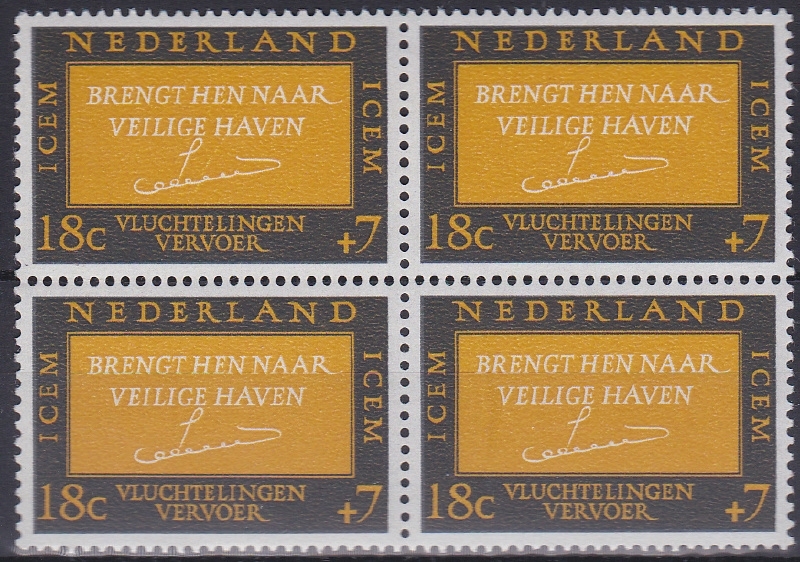 NEDERLAND
ICEM
BRENGT HEN NAAR
VEILIGE HAVEN
ICEM
18c VLUCHTELINGEN VERVOER +7
NEDERLAND
ICEM
BRENGT HEN NAAR
VEILIGE HAVEN
ICEM
18c VLUCHTELINGEN VERVOER +7
NEDERLAND
ICEM
BRENGT HEN NAAR
VEILIGE HAVEN
ICEM
18c VLUCHTELINGEN VERVOER +7
NEDERLAND
ICEM
BRENGT HEN NAAR
VEILIGE HAVEN
ICEM
18c VLUCHTELINGEN VERVOER +7